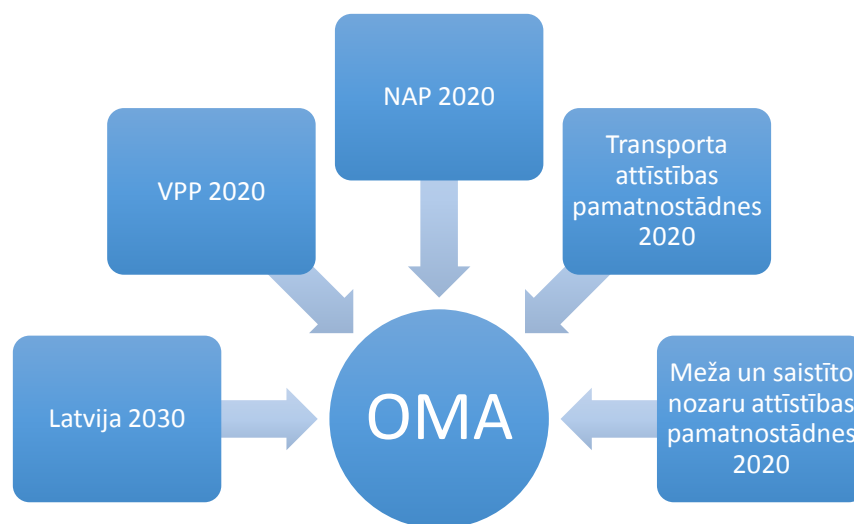 NAP 2020
VPP 2020
Transporta
attīstības
pamatnostādnes
2020
Latvija 2030
OMA
Meža un saistīto
nozaru attīstības
pamatnostādnes
2020